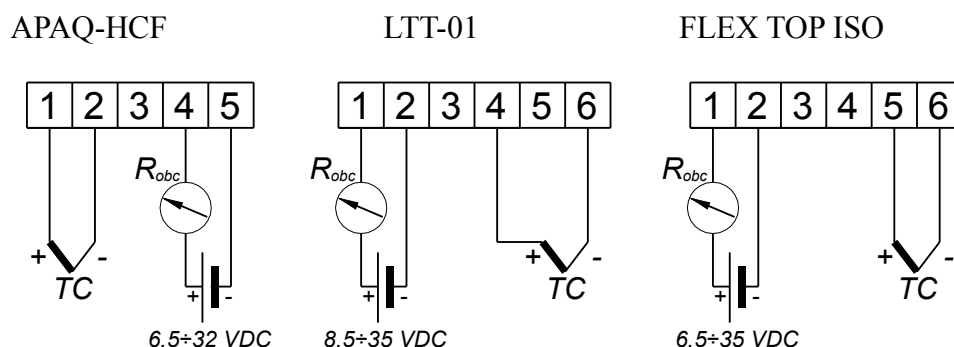 APAQ-HCF LTT-01 FLEX TOP ISO
1 2 3 4 5 1 2 3 4 5 6 1 2 3 4 5 6
Robc Robc Robc
+ - + - + -
TC TC TC
+ - + - + -
6,5÷32 VDC 8,5÷35 VDC 6,5÷35 VDC